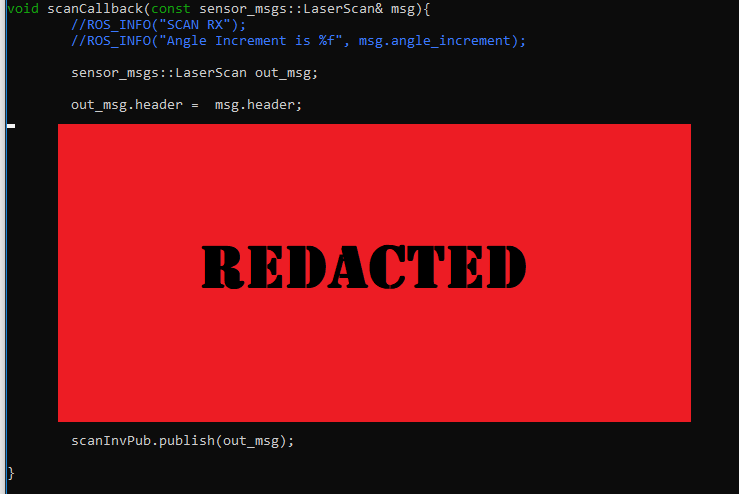 void scanCallback(const sensor_msgs::LaserScan& msg){
//ROS_INFO("SCAN RX");
//ROS_INFO("Angle Increment is %f", msg.angle_increment);
sensor_msgs::LaserScan out_msg;
out_msg.header =  msg.header;
REDACTED
scanInvPub.publish(out_msg);
}